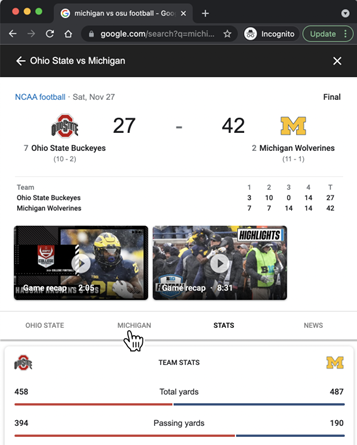 michigan vs osu football - Goo
google.com/search?q=michi...
Incognito
Update
Ohio State vs Michigan
NCAA football · Sat, Nov 27
Final
27 - 42
7 Ohio State Buckeyes
2 Michigan Wolverines
(10 - 2)
(11 - 1)
Team 1 2 3 4 T
Ohio State Buckeyes 3 10 0 14 27
Michigan Wolverines 7 7 14 14 42
HIGHLIGHTS
Game recap · 2:05
Game recap · 8:31
OHIO STATE
MICHIGAN
STATS
NEWS
TEAM STATS
458 Total yards 487
394 Passing yards 190